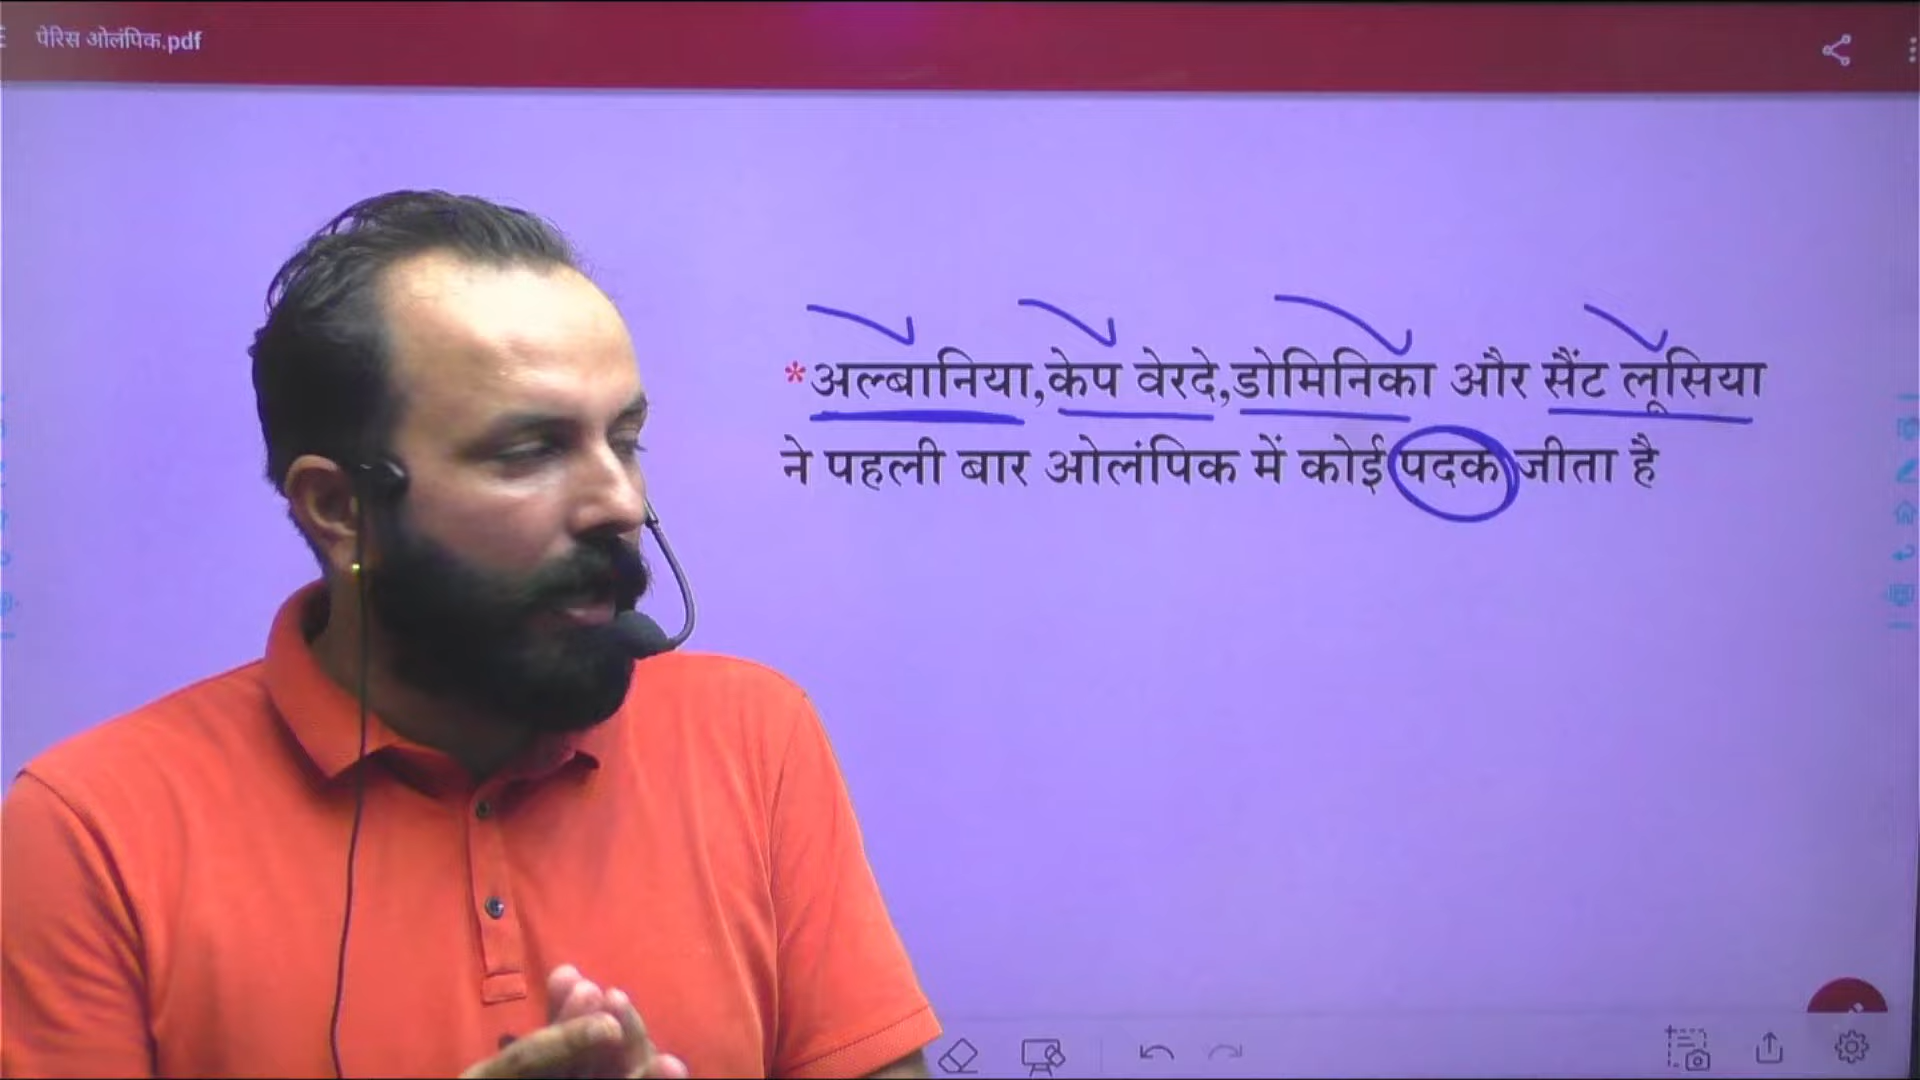 पेरिस ओलंपिक.pdf
*अल्बानिया,केप वेरदे,डोमिनिका और सैंट लूसिया
ने पहली बार ओलंपिक में कोई पदक जीता है